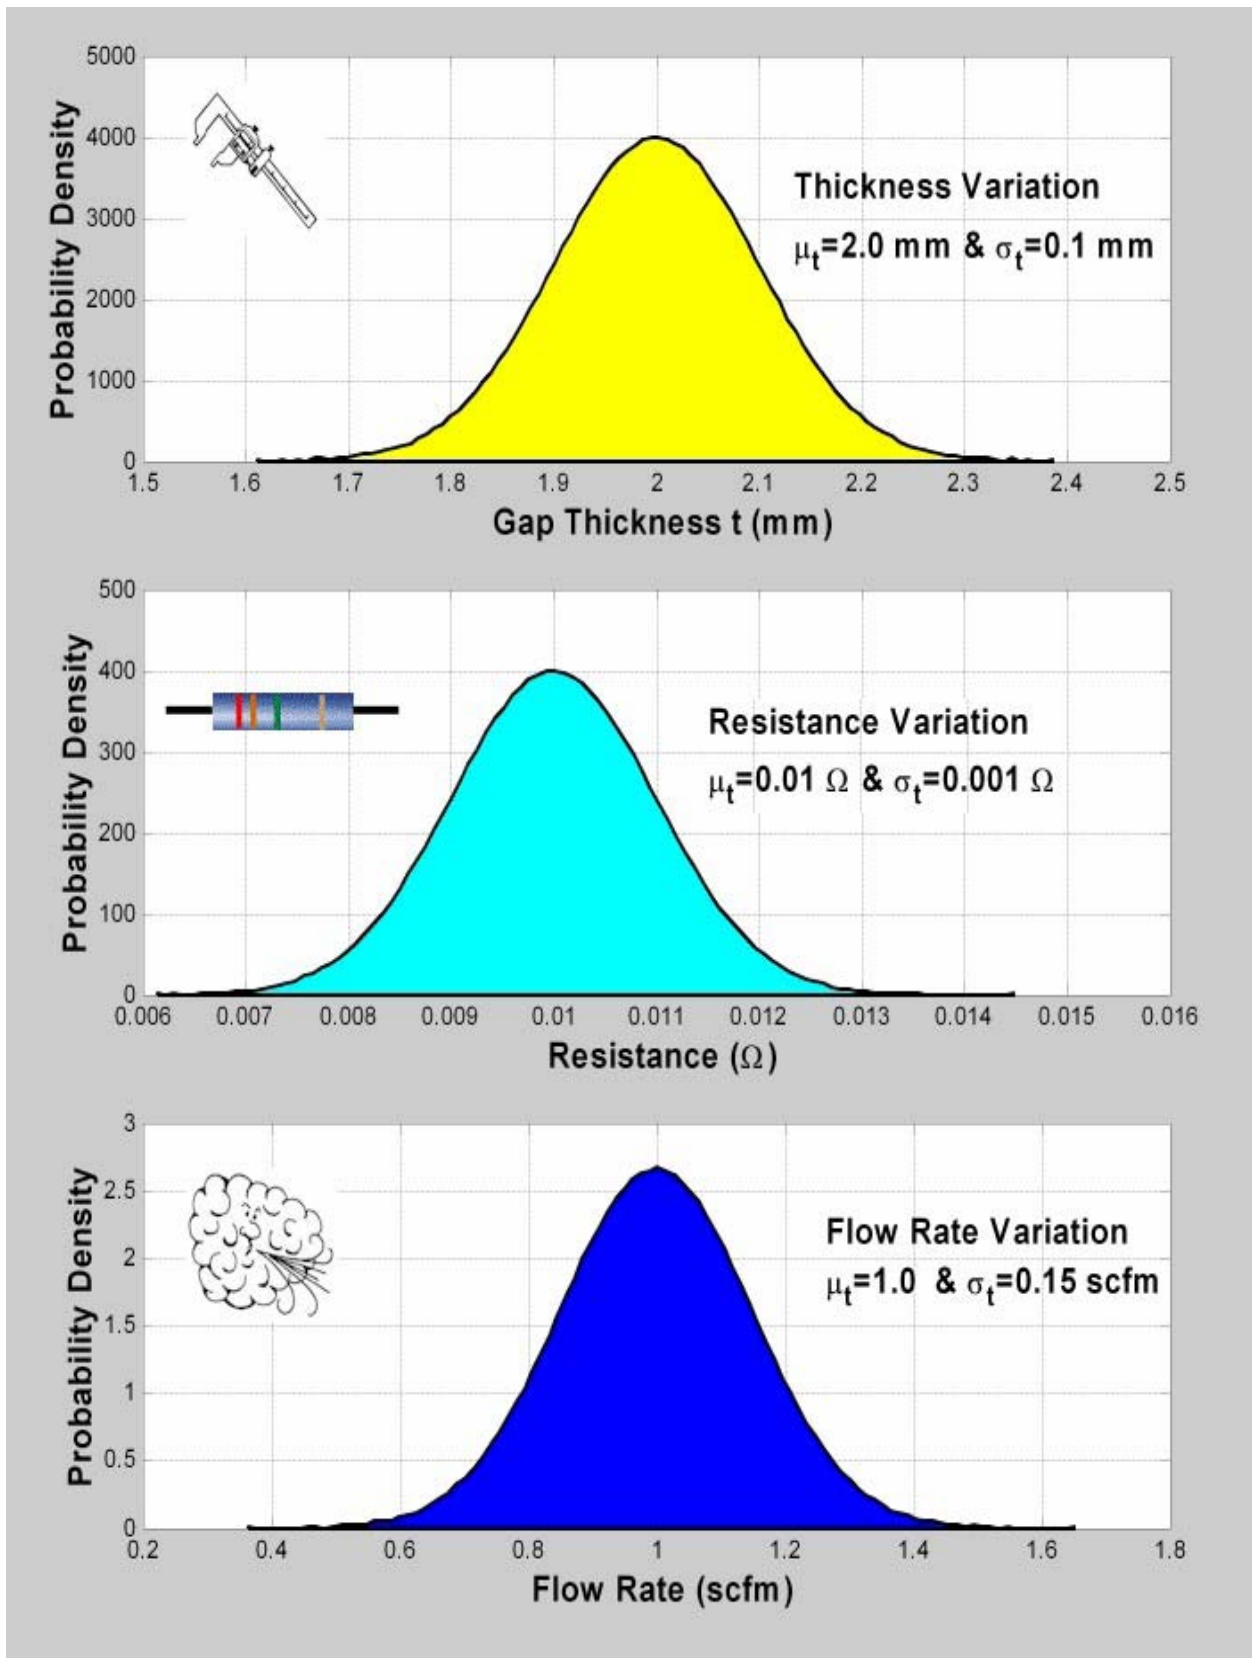 5000
4000
3000
2000
1000
0
Probability Density
Thickness Variation
μt=2.0 mm & σt=0.1 mm
1.5 1.6 1.7 1.8 1.9 2 2.1 2.2 2.3 2.4 2.5
Gap Thickness t (mm)
500
400
300
200
100
0
Probability Density
Resistance Variation
μt=0.01 Ω & σt=0.001 Ω
0.006 0.007 0.008 0.009 0.01 0.011 0.012 0.013 0.014 0.015 0.016
Resistance (Ω)
3
2.5
2
1.5
1
0.5
0
Probability Density
Flow Rate Variation
μt=1.0 & σt=0.15 scfm
0.2 0.4 0.6 0.8 1 1.2 1.4 1.6 1.8
Flow Rate (scfm)